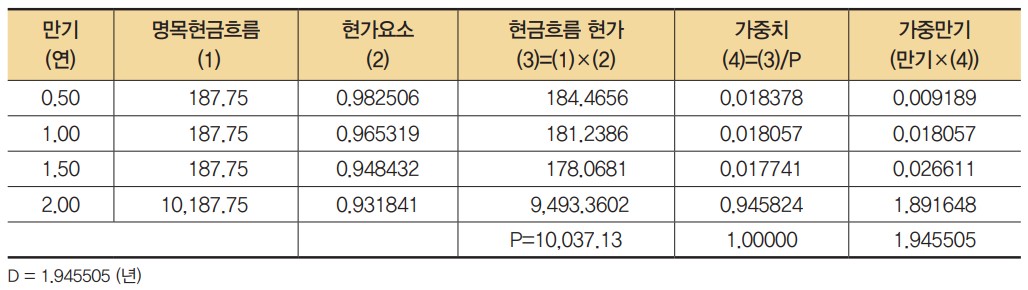 만기 명목현금흐름 현가요소 현금흐름 현가 가중치 가중만기
(연) (1) (2) (3)=(1)×(2) (4)=(3)/P (만기×(4))
0.50 187.75 0.982506 184.4656 0.018378 0.009189
1.00 187.75 0.965319 181.2386 0.018057 0.018057
1.50 187.75 0.948432 178.0681 0.017741 0.026611
2.00 10,187.75 0.931841 9,493.3602 0.945824 1.891648
P=10,037.13 1.00000 1.945505
D = 1.945505 (년)